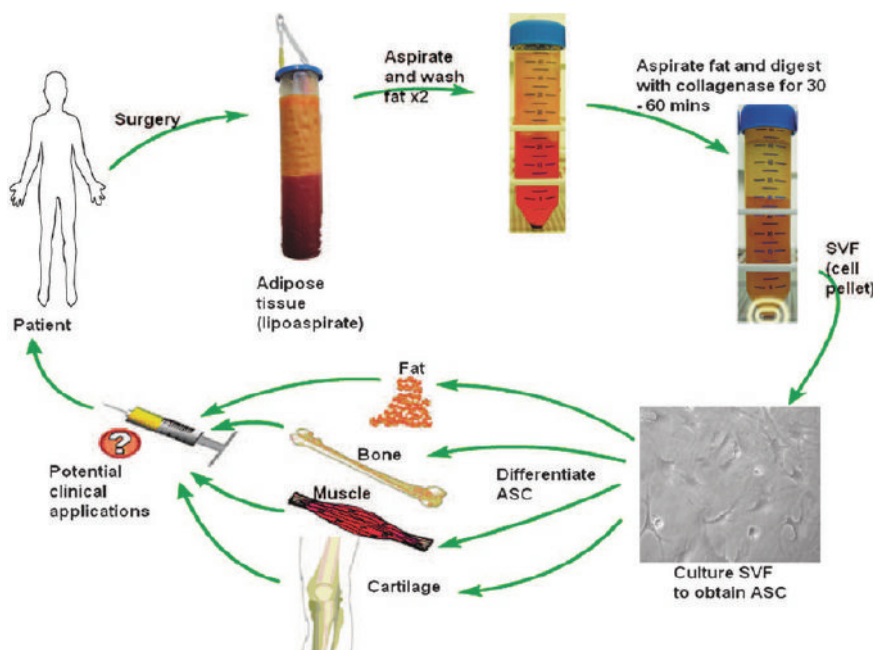 Surgery
Aspirate
and wash
fat x2
Aspirate fat and digest
with collagenase for 30
-60 mins
Adipose
tissue
(lipoaspirate)
SVF
(cell
pellet)
Patient
Fat
Bone
Muscle
Cartilage
Differentiate
ASC
?
Potential
clinical
applications
Culture SVF
to obtain ASC